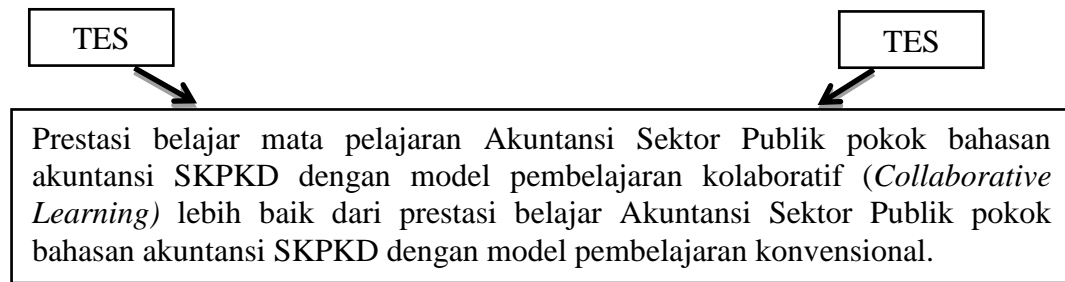 TES
TES
Prestasi belajar mata pelajaran Akuntansi Sektor Publik pokok bahasan
akuntansi SKPKD dengan model pembelajaran kolaboratif (Collaborative
Learning) lebih baik dari prestasi belajar Akuntansi Sektor Publik pokok
bahasan akuntansi SKPKD dengan model pembelajaran konvensional.